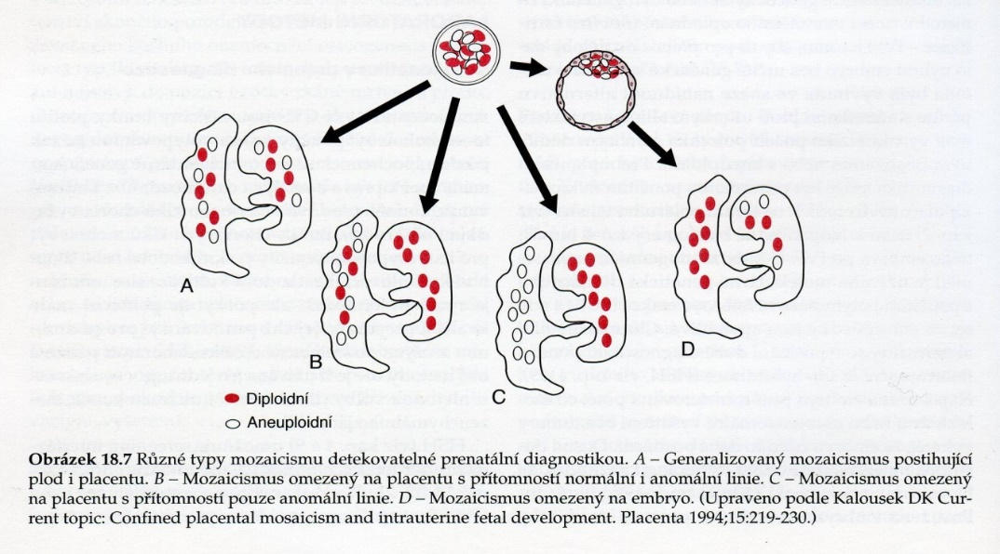 A
B
C
D
Diploidní
Aneuploidní
Obrázek 18.7 Různé typy mozaicismu detekovatelné prenatální diagnostikou. A – Generalizovaný mozaicismus postihující
plod i placentu. B – Mozaicismus omezený na placentu s přítomností normální i anomální linie. C – Mozaicismus omezený
na placentu s přítomností pouze anomální linie. D – Mozaicismus omezený na embryo. (Upraveno podle Kalousek DK Cur-
rent topic: Confined placental mosaicism and intrauterine fetal development. Placenta 1994;15:219-230.)